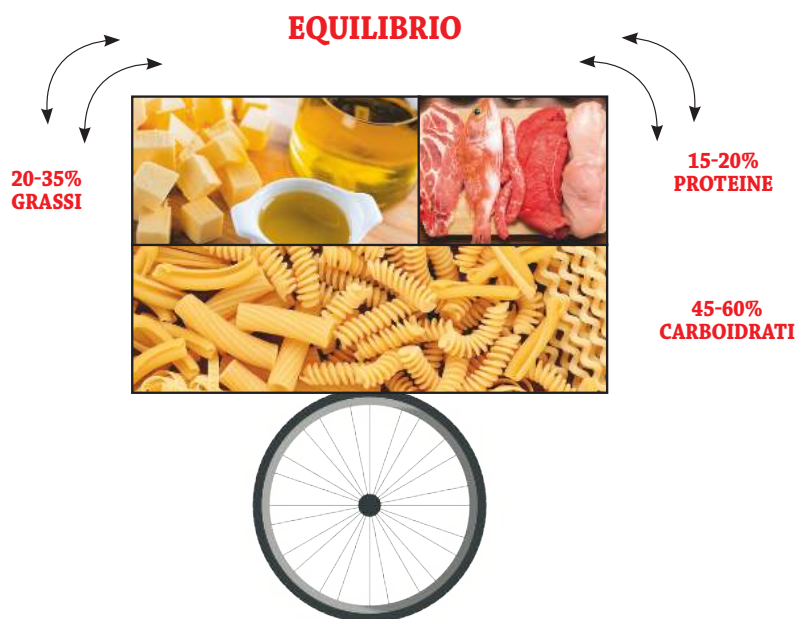 EQUILIBRIO
20-35%
GRASSI
15-20%
PROTEINE
45-60%
CARBOIDRATI